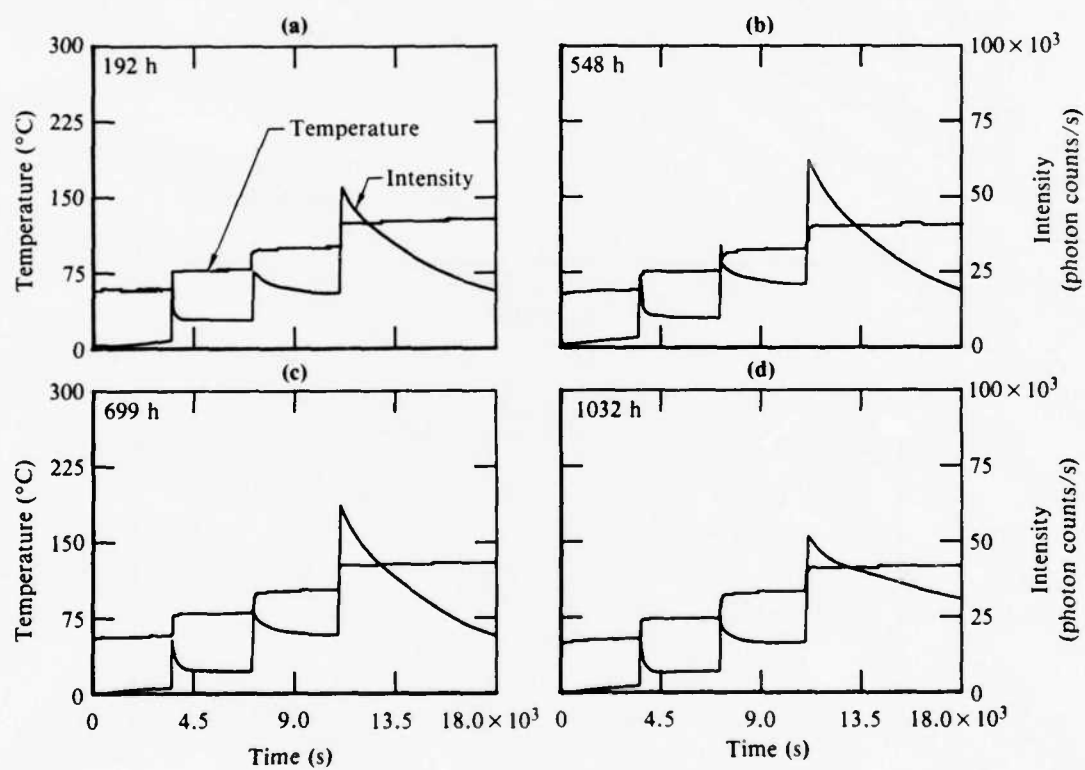 (a)
300
225
150
75
0
Temperature (°C)
192 h
Temperature
Intensity
(b)
548 h
100 × 10³
75
50
25
0
Intensity
(photon counts/s)
(c)
300
225
150
75
0
Temperature (°C)
699 h
0 4.5 9.0 13.5 18.0 × 10³
Time (s)
(d)
1032 h
100 × 10³
75
50
25
0
Intensity
(photon counts/s)
0 4.5 9.0 13.5 18.0 × 10³
Time (s)